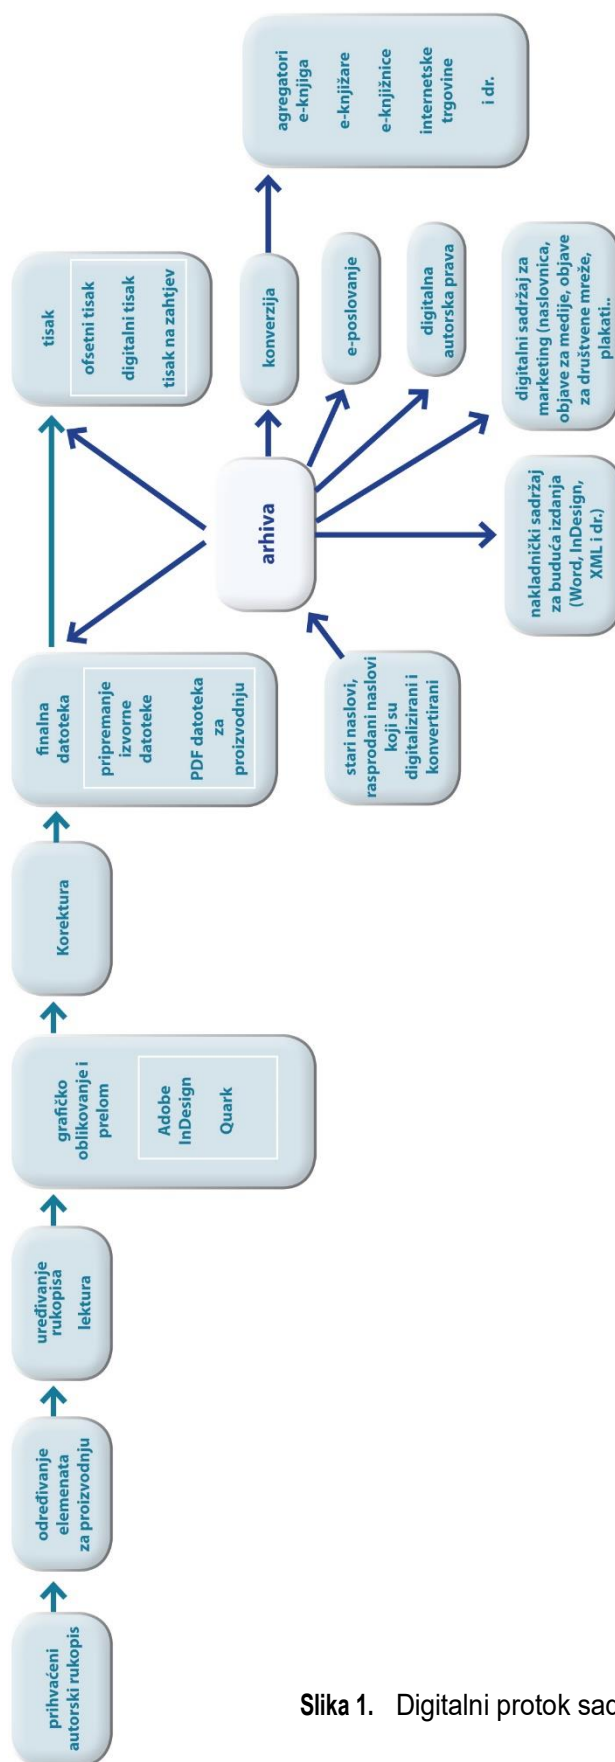 prihvaćeni
autorski rukopis
određivanje
elemenata
za proizvodnju
uređivanje
rukopisa
lektura
grafičko
oblikovanje i
prelom
Adobe
InDesign
Quark
Korektura
finalna
datoteka
pripremanje
izvorne
datoteke
PDF datoteka
za
proizvodnju
tisak
ofsetni tisak
digitalni tisak
tisak na zahtjev
stari naslovi,
rasprodani naslovi
koji su
digitalizirani i
konvertirani
arhiva
konverzija
e-poslovanje
digitalna
autorska prava
agregatori
e-knjiga
e-knjižare
e-knjižnice
internetske
trgovine
i dr.
nakladnički sadržaj
za buduća izdanja
(Word, InDesign,
XML i dr.)
digitalni sadržaj za
marketing (naslovnica,
objave za medije, objave
za društvene mreže,
plakati..
Slika 1. Digitalni protok sad